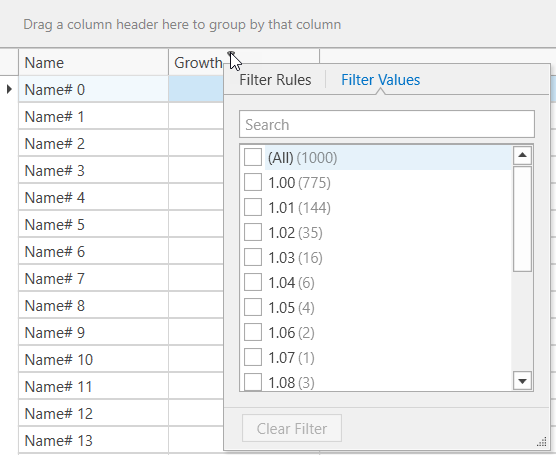 Drag a column header here to group by that column
Name
Growth
Filter Rules
Filter Values
Search
(All) (1000)
1.00 (775)
1.01 (144)
1.02 (35)
1.03 (16)
1.04 (6)
1.05 (4)
1.06 (2)
1.07 (1)
1.08 (3)
Clear Filter
Name# 0
Name# 1
Name# 2
Name# 3
Name# 4
Name# 5
Name# 6
Name# 7
Name# 8
Name# 9
Name# 10
Name# 11
Name# 12
Name# 13